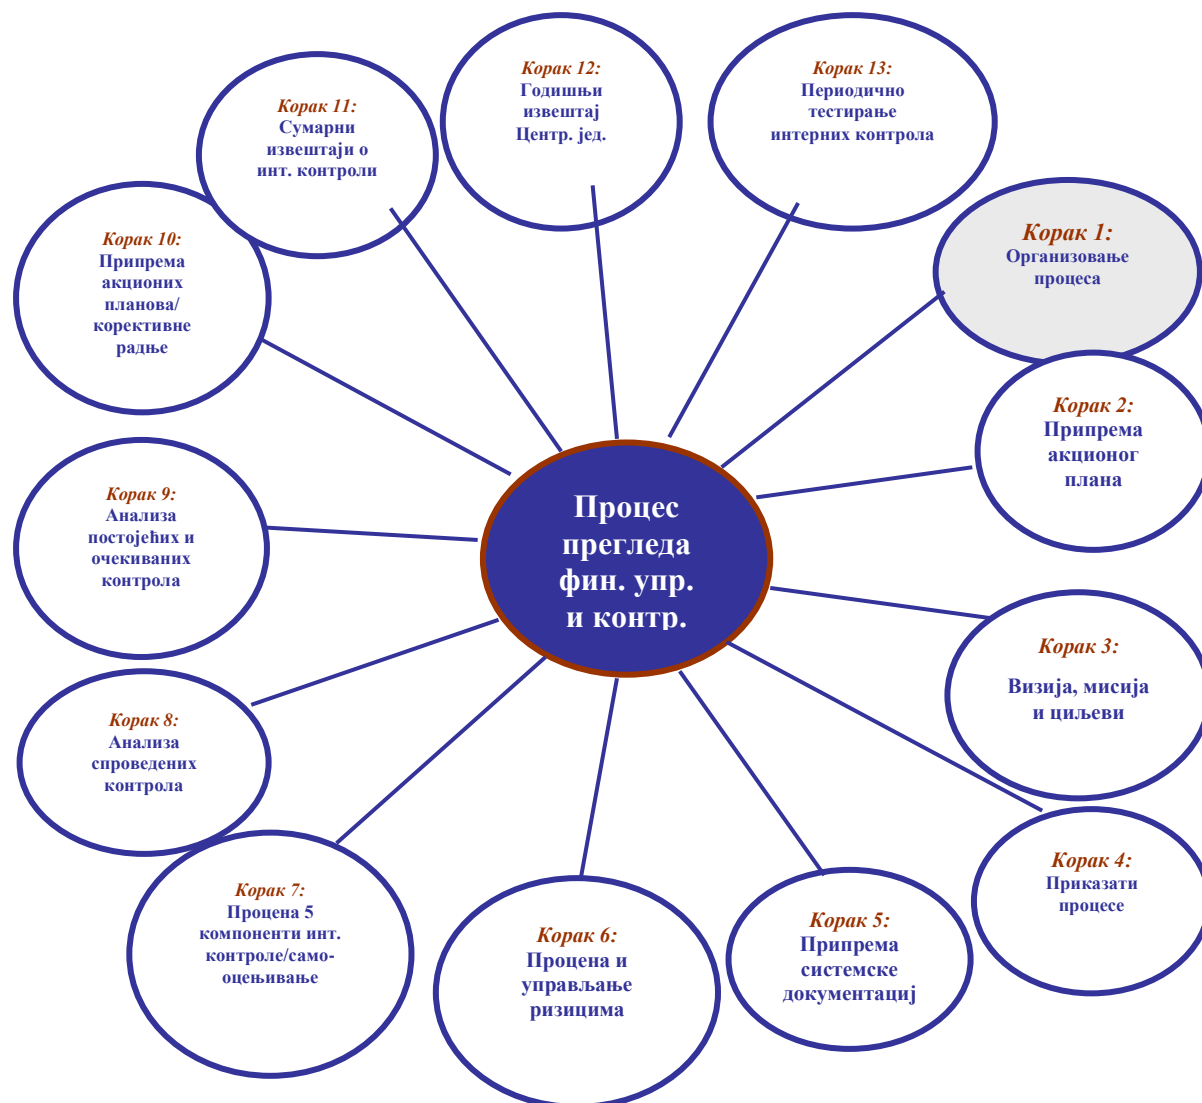 Корак 1:
Организовање
процеса
Корак 2:
Припрема
акционог
плана
Корак 3:
Визија, мисија
и циљеви
Корак 4:
Приказати
процесе
Корак 5:
Припрема
системске
документациј
Корак 6:
Процена и
управљање
ризицима
Корак 7:
Процена 5
компоненти инт.
контроле/само-
оцењивање
Корак 8:
Анализа
спроведених
контрола
Корак 9:
Анализа
постојећих и
очекиваних
контрола
Корак 10:
Припрема
акционих
планова/
корективне
радње
Корак 11:
Сумарни
извештаји о
инт. контроли
Корак 12:
Годишњи
извештај
Центр. јед.
Корак 13:
Периодично
тестирање
интерних контрола
Процес
прегледа
фин. упр.
и контр.